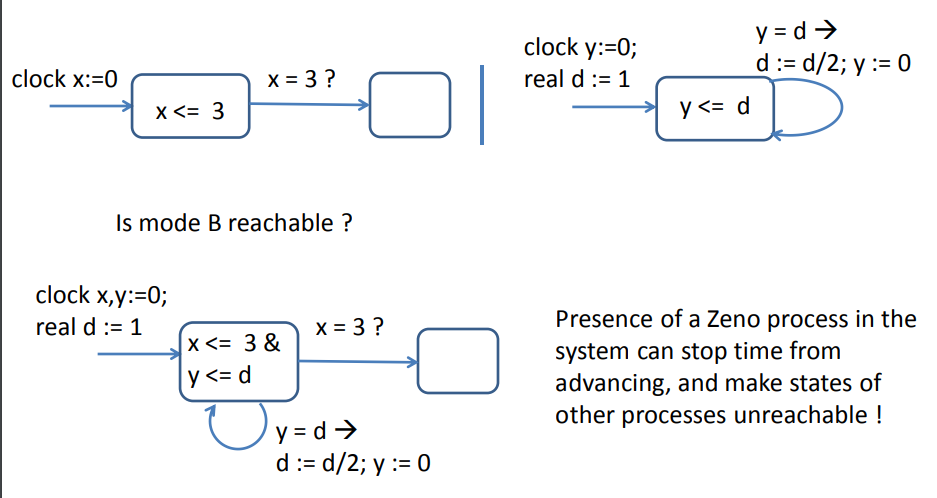 clock x:=0
x <= 3
x = 3 ?
clock y:=0;
real d := 1
y = d →
d := d/2; y := 0
y <= d
Is mode B reachable ?
clock x,y:=0;
real d := 1
x <= 3 &
y <= d
x = 3 ?
y = d →
d := d/2; y := 0
Presence of a Zeno process in the
system can stop time from
advancing, and make states of
other processes unreachable !